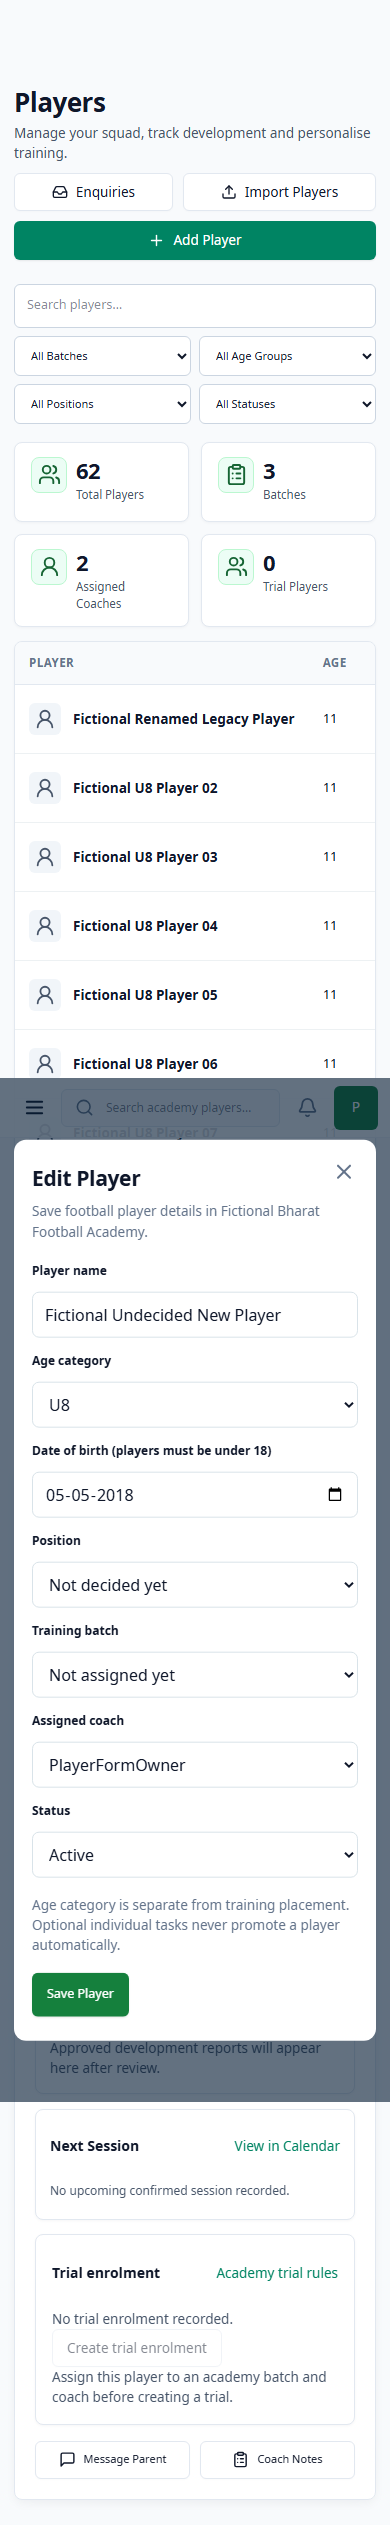 Players
Manage your squad, track development and personalise
training.
Enquiries
Import Players
Add Player
Search players...
All Batches
All Age Groups
All Positions
All Statuses
62
Total Players
3
Batches
2
Assigned
Coaches
0
Trial Players
PLAYER
AGE
Fictional Renamed Legacy Player
11
Fictional U8 Player 02
11
Fictional U8 Player 03
11
Fictional U8 Player 04
11
Fictional U8 Player 05
11
Fictional U8 Player 06
11
Search academy players...
P
Fictional U8 Player 07
Edit Player
Save football player details in Fictional Bharat
Football Academy.
Player name
Fictional Undecided New Player
Age category
U8
Date of birth (players must be under 18)
05-05-2018
Position
Not decided yet
Training batch
Not assigned yet
Assigned coach
PlayerFormOwner
Status
Active
Age category is separate from training placement.
Optional individual tasks never promote a player
automatically.
Save Player
Approved development reports will appear
here after review.
Next Session
View in Calendar
No upcoming confirmed session recorded.
Trial enrolment
Academy trial rules
No trial enrolment recorded.
Create trial enrolment
Assign this player to an academy batch and
coach before creating a trial.
Message Parent
Coach Notes